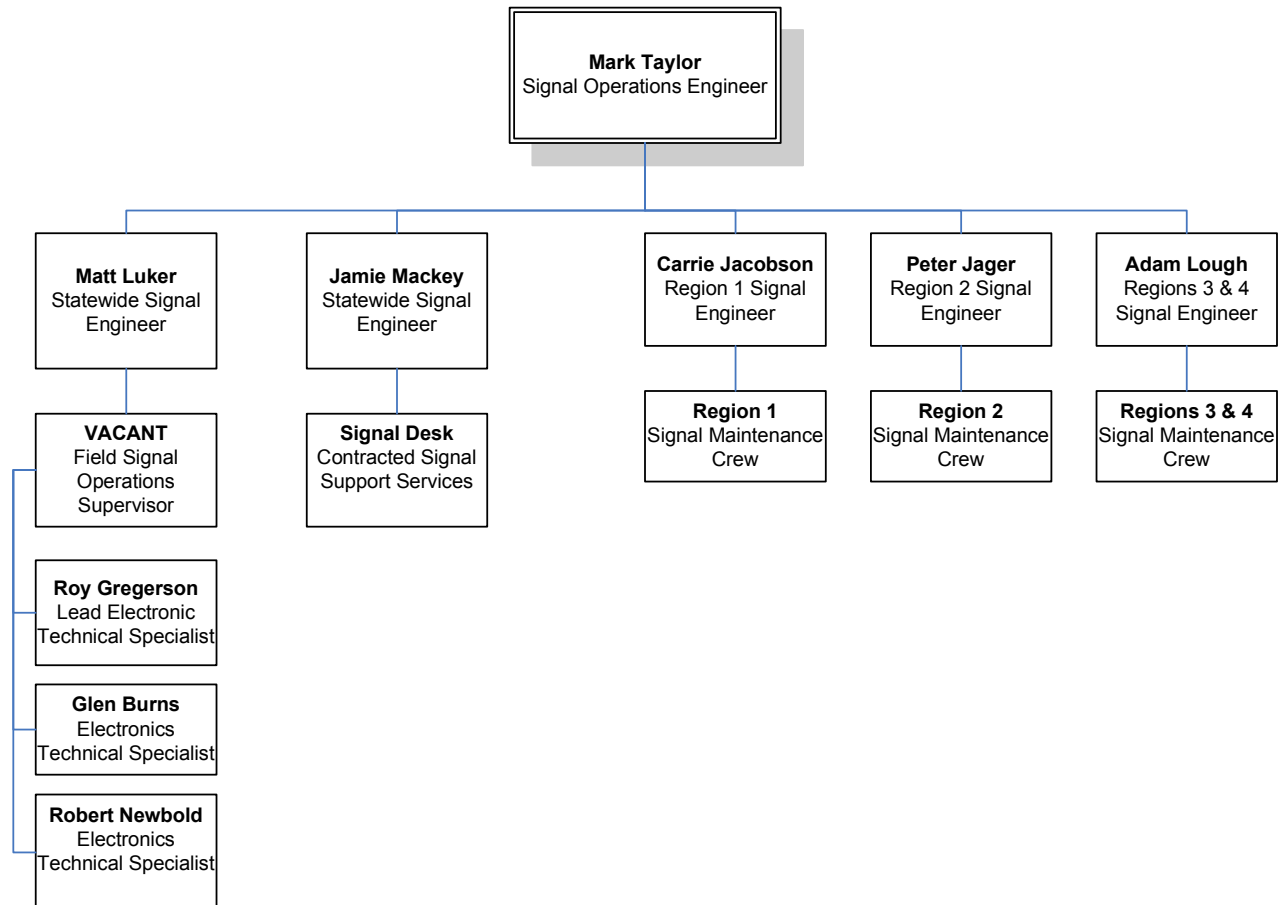 Mark Taylor
Signal Operations Engineer
Matt Luker
Statewide Signal
Engineer
Jamie Mackey
Statewide Signal
Engineer
Carrie Jacobson
Region 1 Signal
Engineer
Peter Jager
Region 2 Signal
Engineer
Adam Lough
Regions 3 & 4
Signal Engineer
VACANT
Field Signal
Operations
Supervisor
Signal Desk
Contracted Signal
Support Services
Region 1
Signal Maintenance
Crew
Region 2
Signal Maintenance
Crew
Regions 3 & 4
Signal Maintenance
Crew
Roy Gregerson
Lead Electronic
Technical Specialist
Glen Burns
Electronics
Technical Specialist
Robert Newbold
Electronics
Technical Specialist